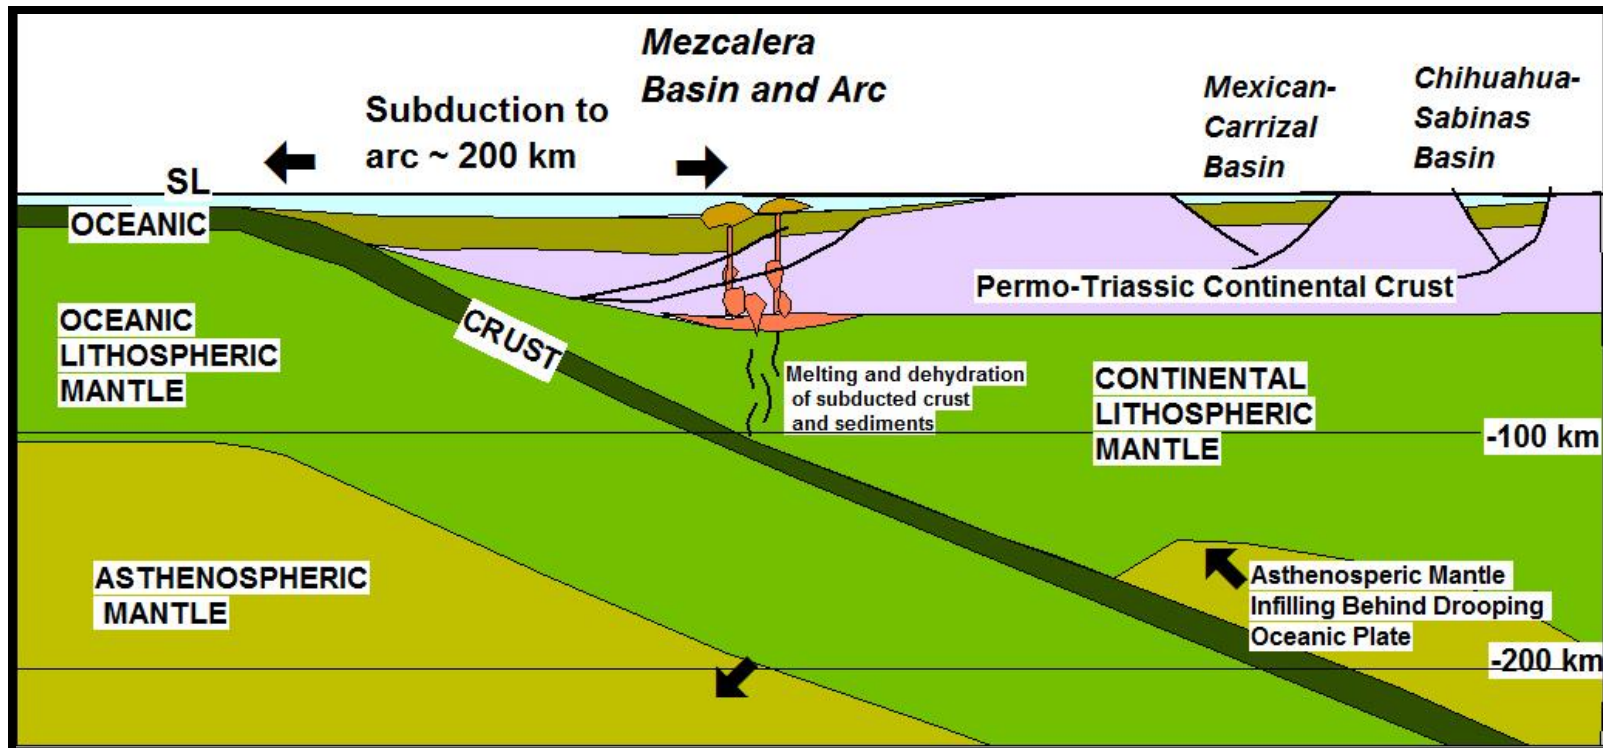 Mezcalera
Basin and Arc
Subduction to
arc ~ 200 km
Mexican-
Carrizal
Basin
Chihuahua-
Sabinas
Basin
SL
OCEANIC
CRUST
Permo-Triassic Continental Crust
OCEANIC
LITHOSPHERIC
MANTLE
Melting and dehydration
of subducted crust
and sediments
CONTINENTAL
LITHOSPHERIC
MANTLE
-100 km
ASTHENOSPHERIC
MANTLE
Asthenosperic Mantle
Infilling Behind Drooping
Oceanic Plate
-200 km